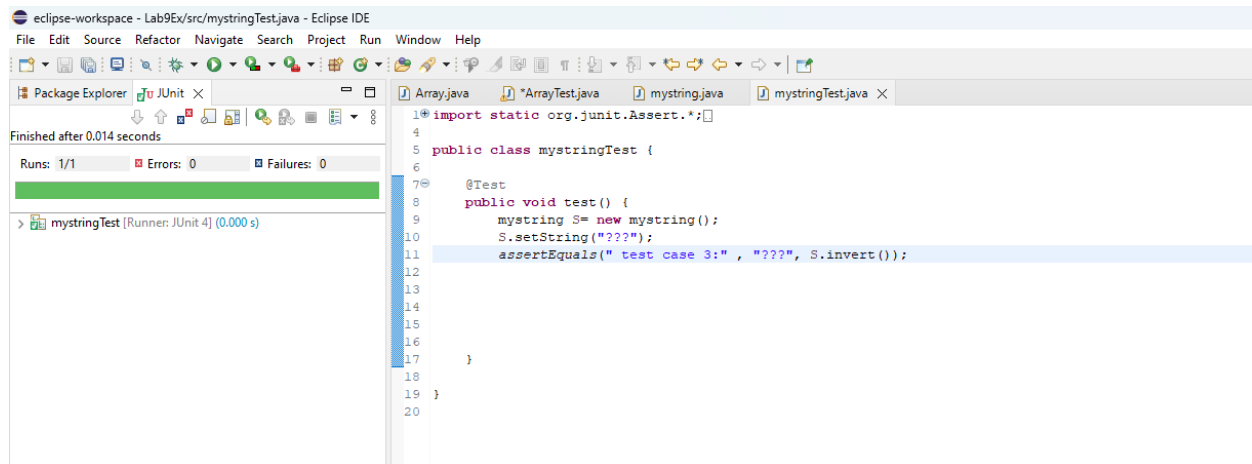 eclipse-workspace - Lab9Ex/src/mystringTest.java - Eclipse IDE
File Edit Source Refactor Navigate Search Project Run Window Help
Package Explorer JUnit
Finished after 0.014 seconds
Runs: 1/1 Errors: 0 Failures: 0
mystringTest [Runner: JUnit 4] (0.000 s)
Array.java *ArrayTest.java mystring.java mystringTest.java
1 import static org.junit.Assert.*;
4
5 public class mystringTest {
6
7 @Test
8 public void test() {
9 mystring S= new mystring();
10 S.setString("???");
11 assertEquals(" test case 3:" , "???", S.invert());
12
13
14
15
16
17 }
18
19 }
20